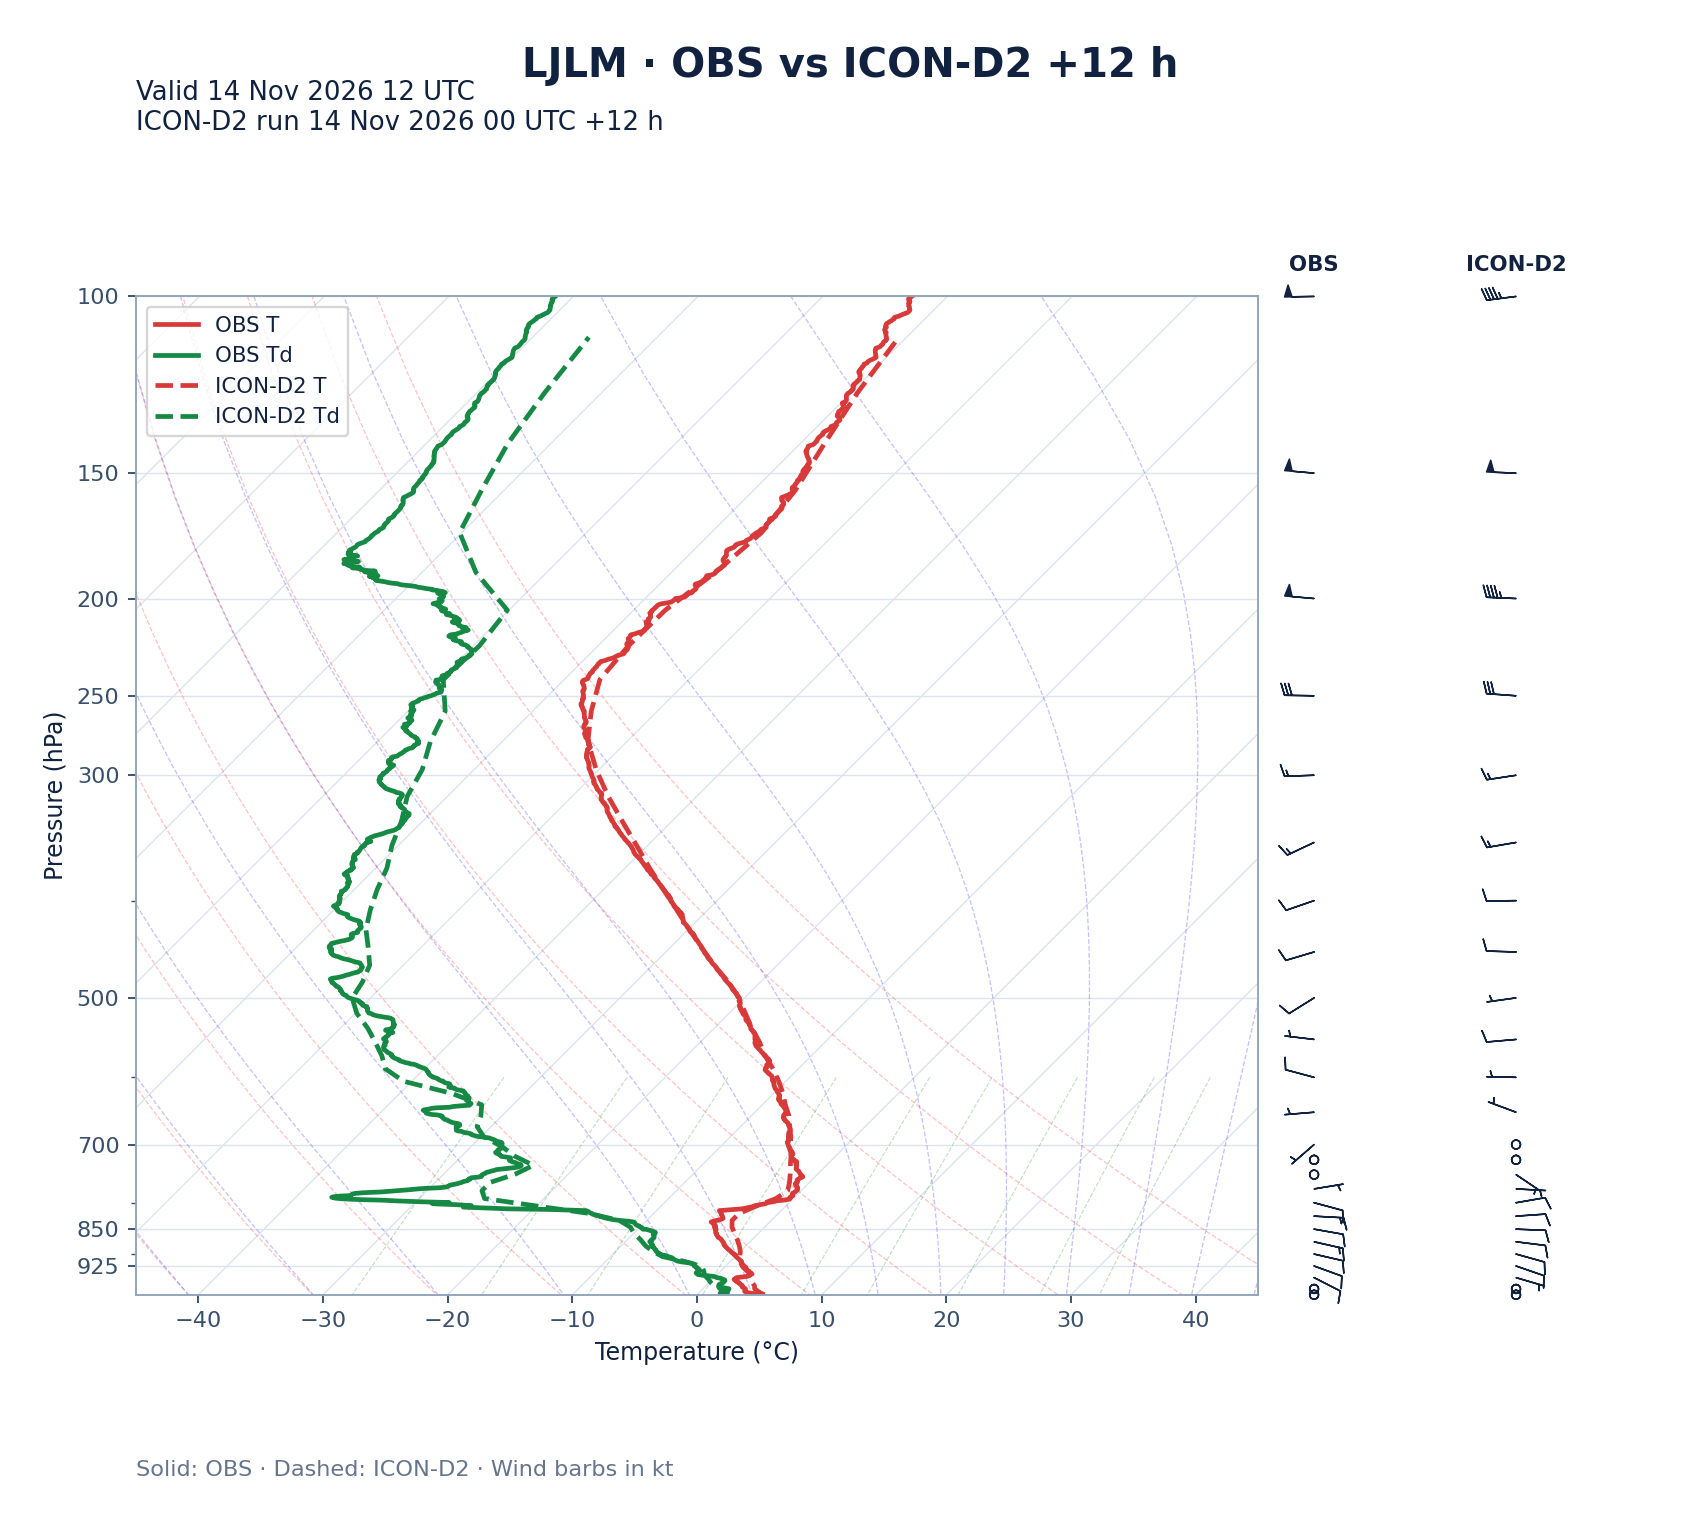 LJLM · OBS vs ICON-D2 +12 h
Valid 14 Nov 2026 12 UTC
ICON-D2 run 14 Nov 2026 00 UTC +12 h
OBS
ICON-D2
OBS T
OBS Td
ICON-D2 T
ICON-D2 Td
100
150
200
250
300
500
700
850
925
Pressure (hPa)
−40
−30
−20
−10
0
10
20
30
40
Temperature (°C)
Solid: OBS · Dashed: ICON-D2 · Wind barbs in kt